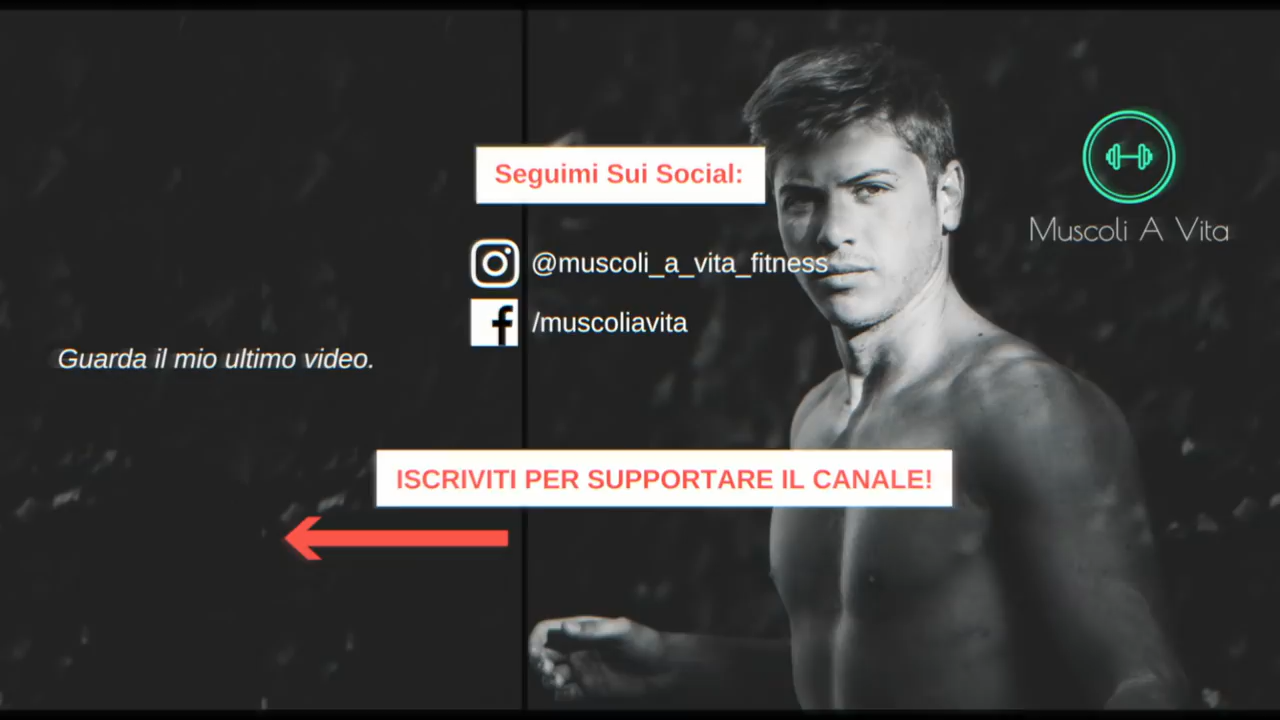 Seguimi Sui Social:
@muscoli_a_vita_fitness
/muscoliavita
Muscoli A Vita
Guarda il mio ultimo video.
ISCRIVITI PER SUPPORTARE IL CANALE!